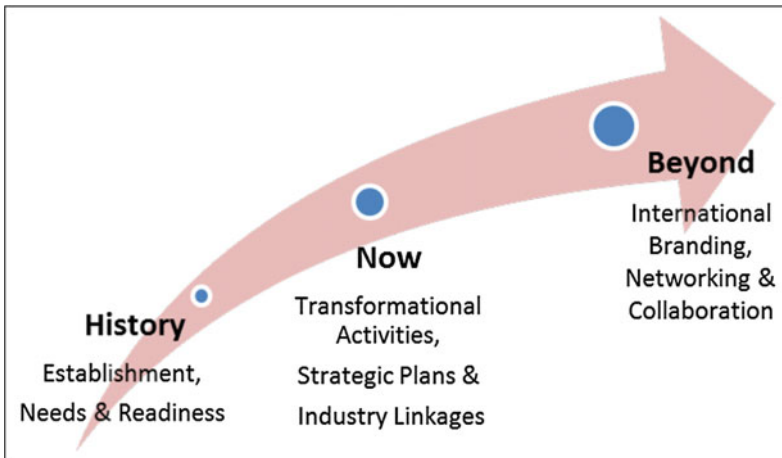 History
Establishment,
Needs & Readiness
Now
Transformational
Activities,
Strategic Plans &
Industry Linkages
Beyond
International
Branding,
Networking &
Collaboration